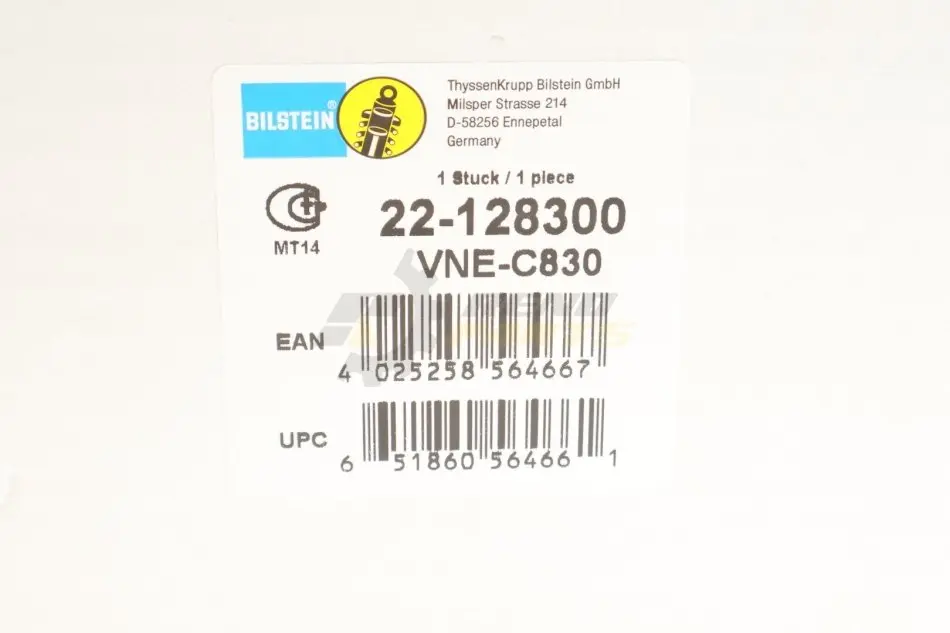 BILSTEIN®
ThyssenKrupp Bilstein GmbH
Milsper Strasse 214
D-58256 Ennepetal
Germany
1 Stuck / 1 piece
22-128300
VNE-C830
MT14
EAN
4 025258 564667
UPC
6 51860 56466 1